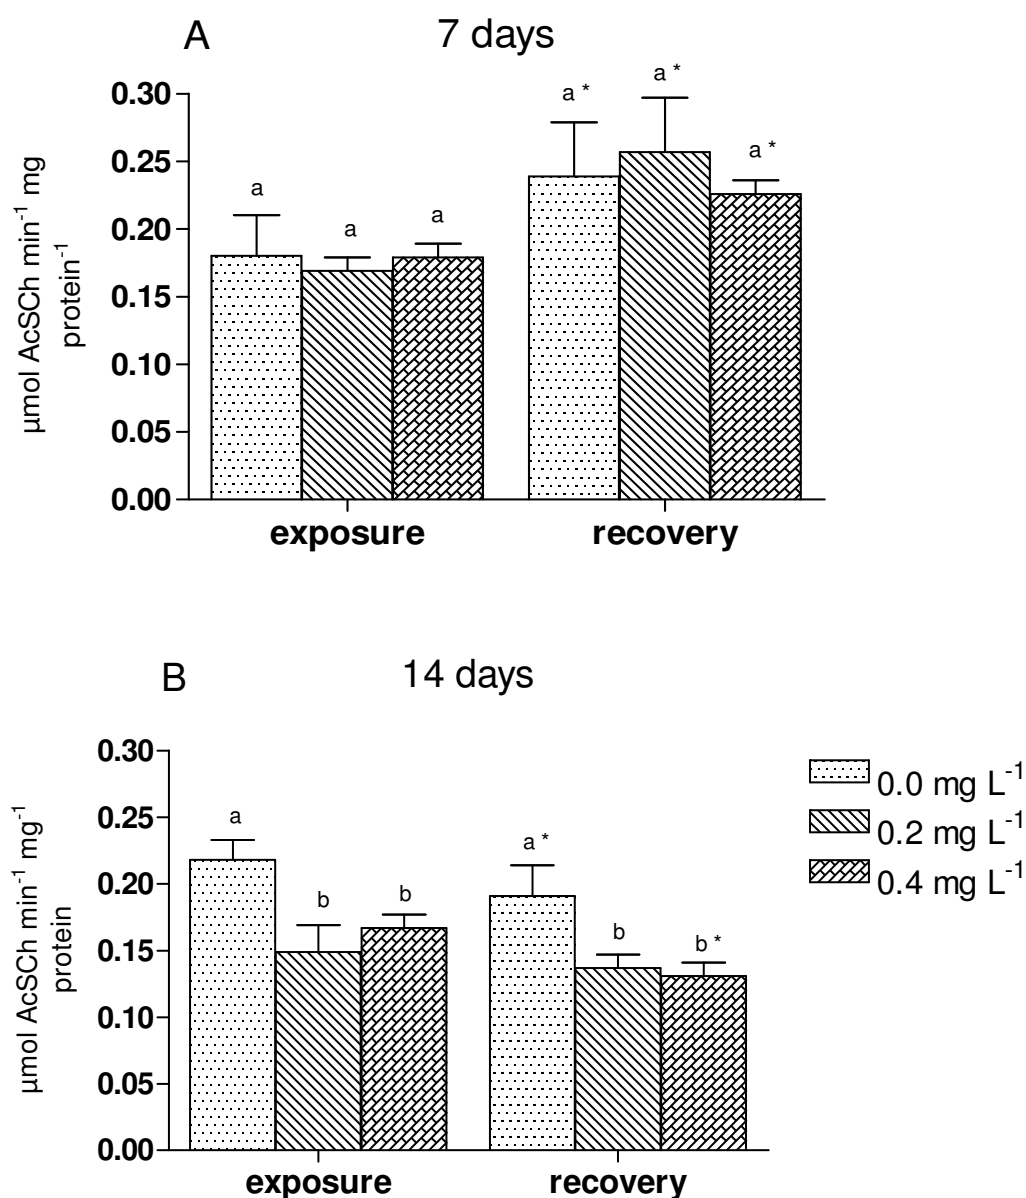 A
7 days
µmol AcSSCh min⁻¹ mg
protein⁻¹
0.30
0.25
0.20
0.15
0.10
0.05
0.00
a
a
a
a *
a *
a *
exposure
recovery
B
14 days
µmol AcSSCh min⁻¹ mg⁻¹
protein
0.30
0.25
0.20
0.15
0.10
0.05
0.00
a
b
b
a *
b
b *
exposure
recovery
0.0 mg L⁻¹
0.2 mg L⁻¹
0.4 mg L⁻¹